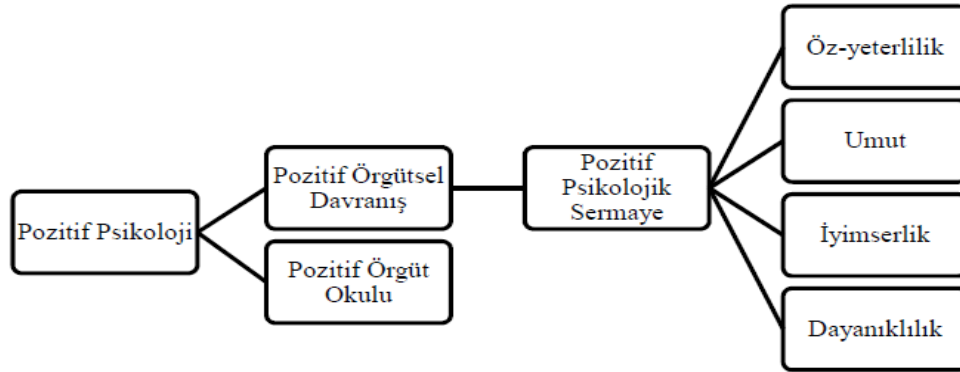 Pozitif Psikoloji
Pozitif Örgütsel
Davranış
Pozitif Örgüt
Okulu
Pozitif
Psikolojik
Sermaye
Öz-yeterlilik
Umut
İyimserlik
Dayanıklılık